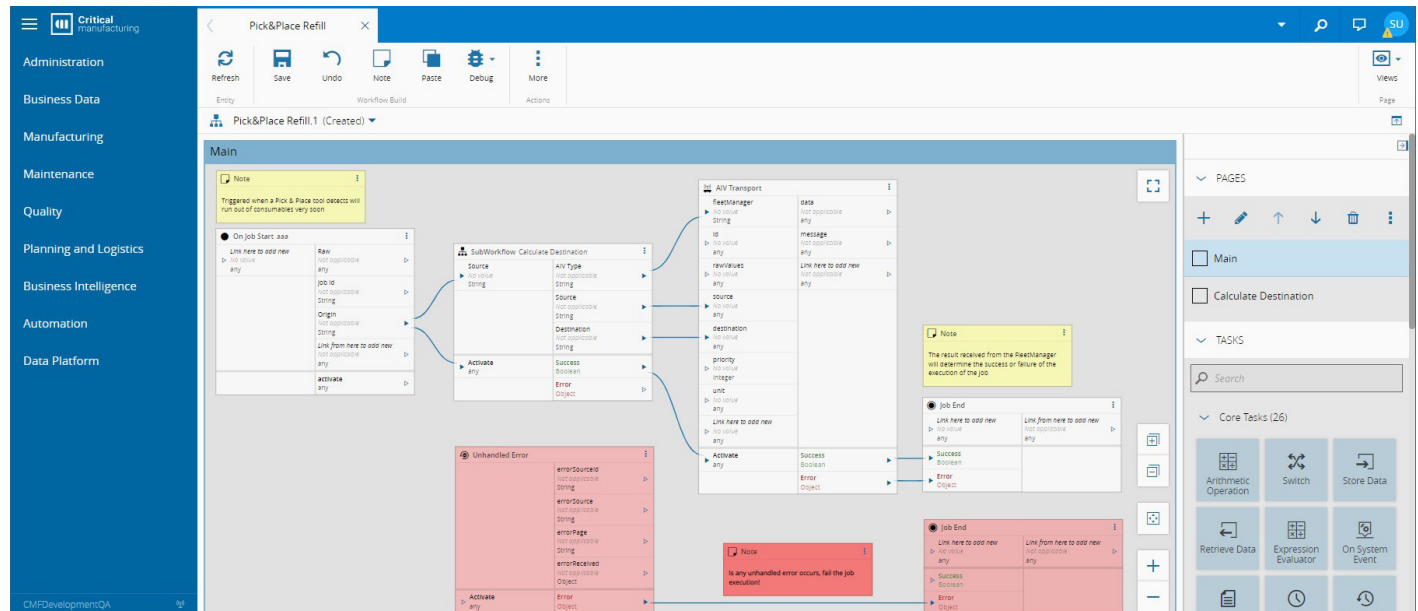 Critical
manufacturing
Pick&Place Refill
SU
Administration
Business Data
Manufacturing
Maintenance
Quality
Planning and Logistics
Business Intelligence
Automation
Data Platform
CMFDevelopmentQA
Refresh
Save
Undo
Note
Paste
Debug
More
Views
Entity
Workflow Build
Actions
Page
Pick&Place Refill.1 (Created)
Main
Note
Triggered when a Pick & Place tool detects will
run out of consumables very soon
On Job Start aaa
Link here to add new
No value
any
Raw
Not applicable
any
Job Id
Not applicable
String
Origin
Not applicable
String
Link from here to add new
Not applicable
any
activate
any
SubWorkflow Calculate Destination
Source
No value
String
AIV Type
Not applicable
String
Source
Not applicable
String
Destination
Not applicable
String
Activate
any
Success
Boolean
Error
Object
AIV Transport
fleetManager
No value
String
data
Not applicable
any
id
No value
any
message
Not applicable
any
rawValues
No value
any
Link here to add new
Not applicable
any
source
No value
any
destination
No value
any
priority
No value
Integer
unit
No value
any
Link here to add new
No value
any
Activate
any
Success
Boolean
Error
Object
Note
The result received from the FleetManager
will determine the success or failure of the
execution of the job
Job End
Link here to add new
No value
any
Link from here to add new
Not applicable
any
Success
Boolean
Error
Object
Unhandled Error
errorSourceId
Not applicable
String
errorSource
Not applicable
String
errorPage
Not applicable
String
errorReceived
Not applicable
Object
Activate
any
Error
Object
Note
Is any unhandled error occurs, fail the job
execution!
Job End
Link here to add new
No value
any
Link from here to add new
Not applicable
any
Success
Boolean
Error
Object
PAGES
Main
Calculate Destination
TASKS
Search
Core Tasks (26)
Arithmetic
Operation
Switch
Store Data
Retrieve Data
Expression
Evaluator
On System
Event